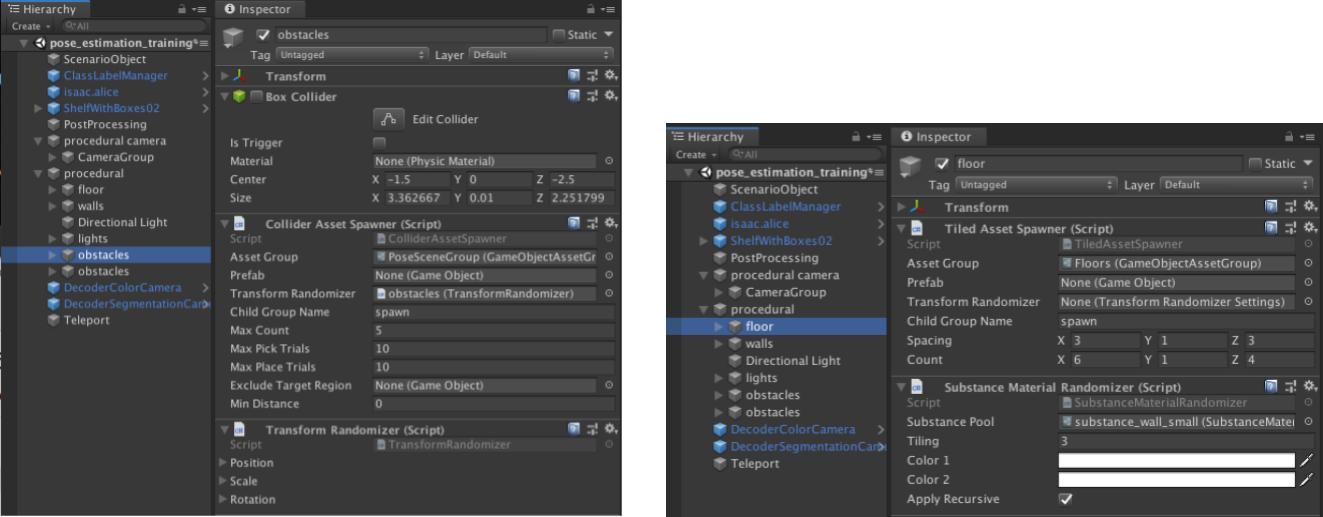 Hierarchy
Create
All
pose_estimation_training*
ScenarioObject
ClassLabelManager
isaac.alice
ShelfWithBoxes02
PostProcessing
procedural camera
CameraGroup
procedural
floor
walls
Directional Light
lights
obstacles
obstacles
DecoderColorCamera
DecoderSegmentationCam
Teleport
Inspector
obstacles
Static
Tag Untagged Layer Default
Transform
Box Collider
Edit Collider
Is Trigger
Material None (Physic Material)
Center X -1.5 Y 0 Z -2.5
Size X 3.362667 Y 0.01 Z 2.251799
Collider Asset Spawner (Script)
Script ColliderAssetSpawner
Asset Group PoseSceneGroup (GameObjectAssetGr
Prefab None (Game Object)
Transform Randomizer obstacles (TransformRandomizer)
Child Group Name spawn
Max Count 5
Max Pick Trials 10
Max Place Trials 10
Exclude Target Region None (Game Object)
Min Distance 0
Transform Randomizer (Script)
Script TransformRandomizer
Position
Scale
Rotation
Hierarchy
Create
All
pose_estimation_training*
ScenarioObject
ClassLabelManager
isaac.alice
ShelfWithBoxes02
PostProcessing
procedural camera
CameraGroup
procedural
floor
walls
Directional Light
lights
obstacles
obstacles
DecoderColorCamera
DecoderSegmentationCam
Teleport
Inspector
floor
Static
Tag Untagged Layer Default
Transform
Tiled Asset Spawner (Script)
Script TiledAssetSpawner
Asset Group Floors (GameObjectAssetGroup)
Prefab None (Game Object)
Transform Randomizer None (Transform Randomizer Settings)
Child Group Name spawn
Spacing X 3 Y 1 Z 3
Count X 6 Y 1 Z 4
Substance Material Randomizer (Script)
Script SubstanceMaterialRandomizer
Substance Pool substance_wall_small (SubstanceMate
Tiling 3
Color 1
Color 2
Apply Recursive